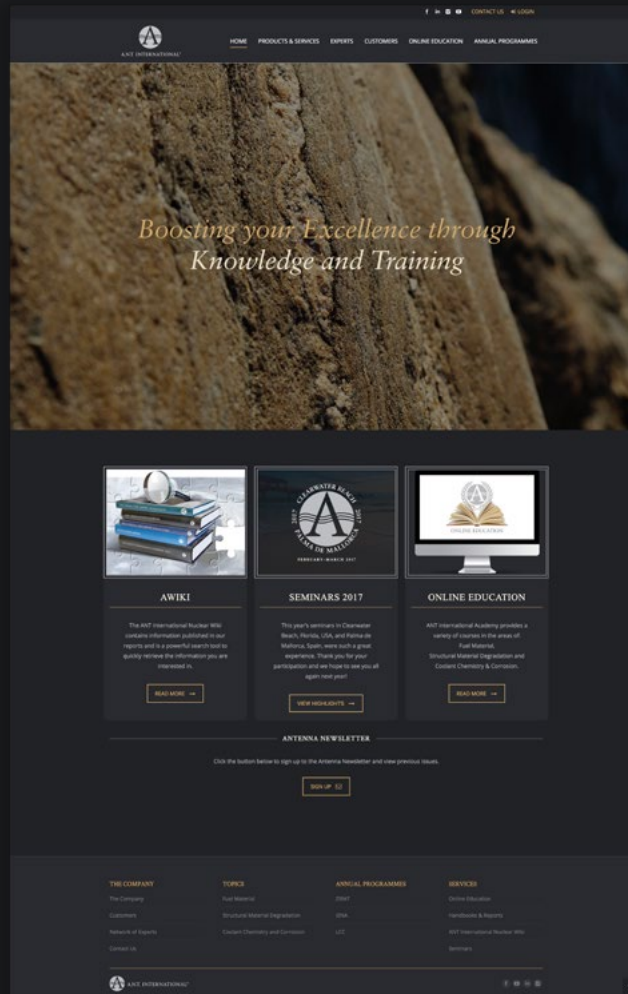 CONTACT US LOGIN
ANT INTERNATIONAL
HOME PRODUCTS & SERVICES EXPERTS CUSTOMERS ONLINE EDUCATION ANNUAL PROGRAMMES
Boosting your Excellence through
Knowledge and Training
CLEARWATER BEACH
2017 A 2017
PALMA DE MALLORCA
FEBRUARY-MARCH 2017
A
ONLINE EDUCATION
AWIKI
The ANT International Nuclear Wiki
contains information published in our
reports and is a powerful search tool to
quickly retrieve the information you are
interested in.
READ MORE →
SEMINARS 2017
This year's seminars in Clearwater
Beach, Florida, USA, and Palma de
Mallorca, Spain, were such a great
experience. Thank you for your
participation and we hope to see you all
again next year!
VIEW HIGHLIGHTS →
ONLINE EDUCATION
ANT International Academy provides a
variety of courses in the areas of:
Fuel Material,
Structural Material Degradation and
Coolant Chemistry & Corrosion.
READ MORE →
ANTENNA NEWSLETTER
Click the button below to sign up to the Antenna Newsletter and view previous issues.
SIGN UP
THE COMPANY
The Company
Customers
Network of Experts
Contact Us
TOPICS
Fuel Material
Structural Material Degradation
Coolant Chemistry and Corrosion
ANNUAL PROGRAMMES
LCC
SERVICES
Online Education
Handbooks & Reports
ANT International Nuclear Wiki
Seminars
ANT INTERNATIONAL